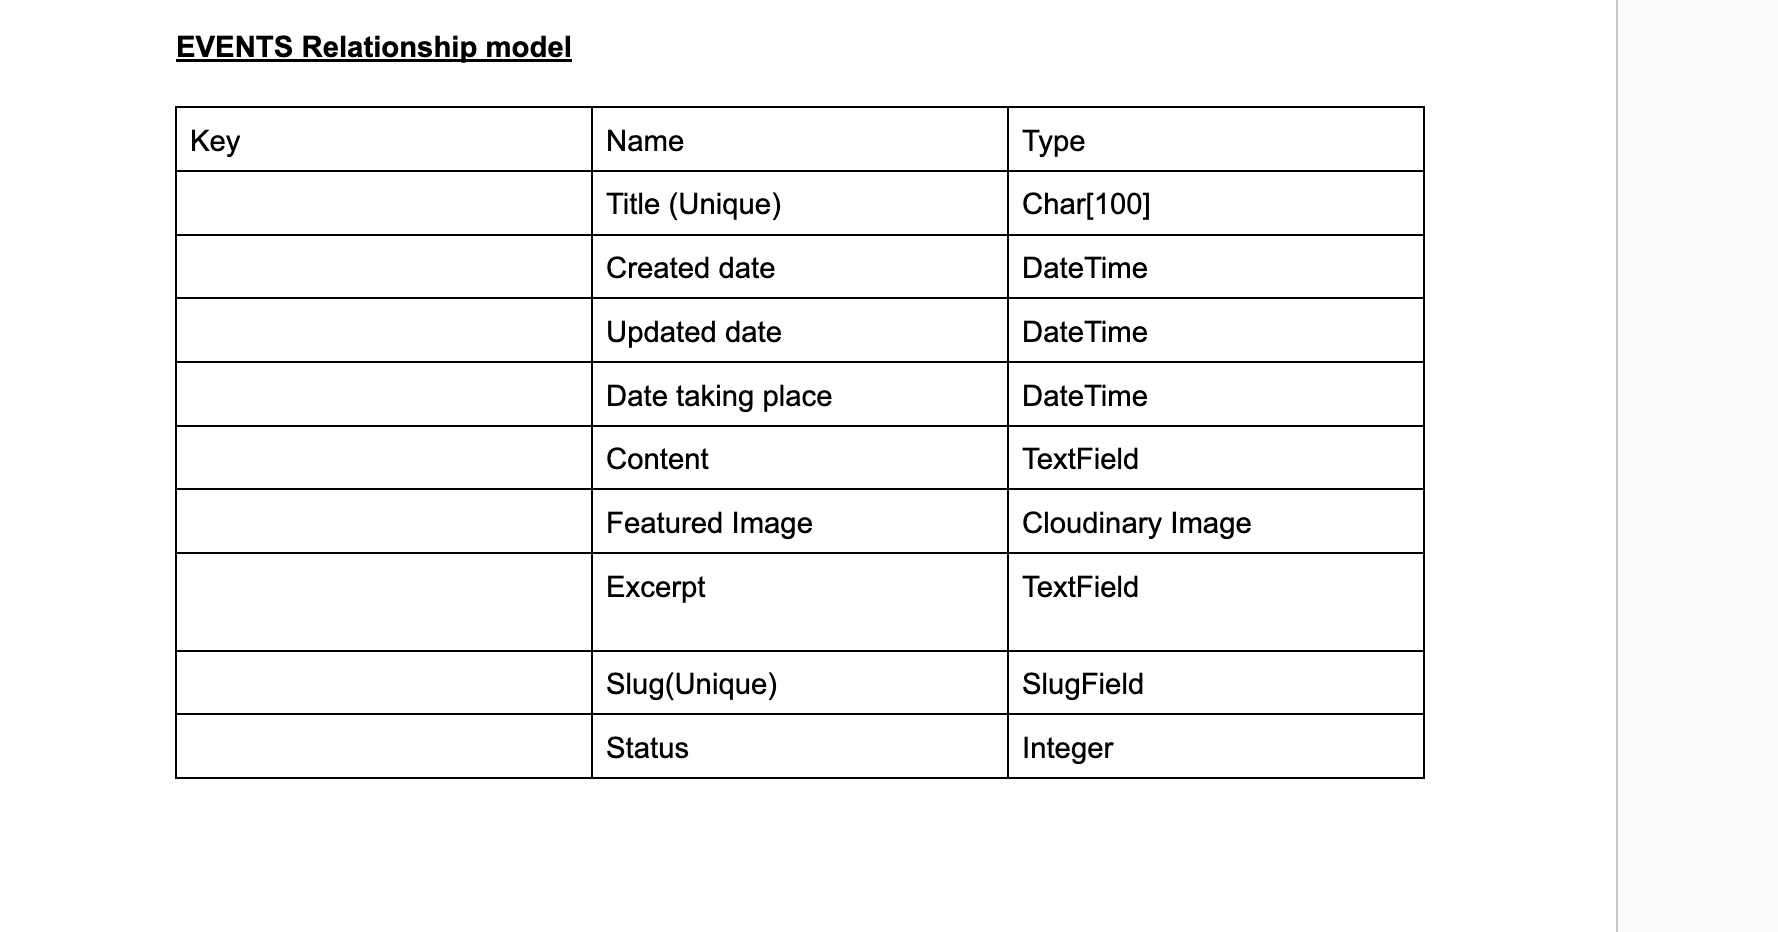 EVENTS Relationship model
Key Name Type
Title (Unique) Char[100]
Created date DateTime
Updated date DateTime
Date taking place DateTime
Content TextField
Featured Image Cloudinary Image
Excerpt TextField
Slug(Unique) SlugField
Status Integer